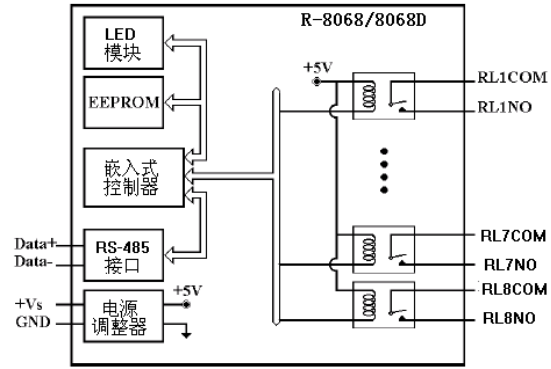 R-8068/8068D
LED
模块
EEPROM
嵌入式
控制器
Data+
Data-
RS-485
接口
+Vs
GND
电源
调整器
+5V
+5V
RL1COM
RL1NO
RL7COM
RL7NO
RL8COM
RL8NO